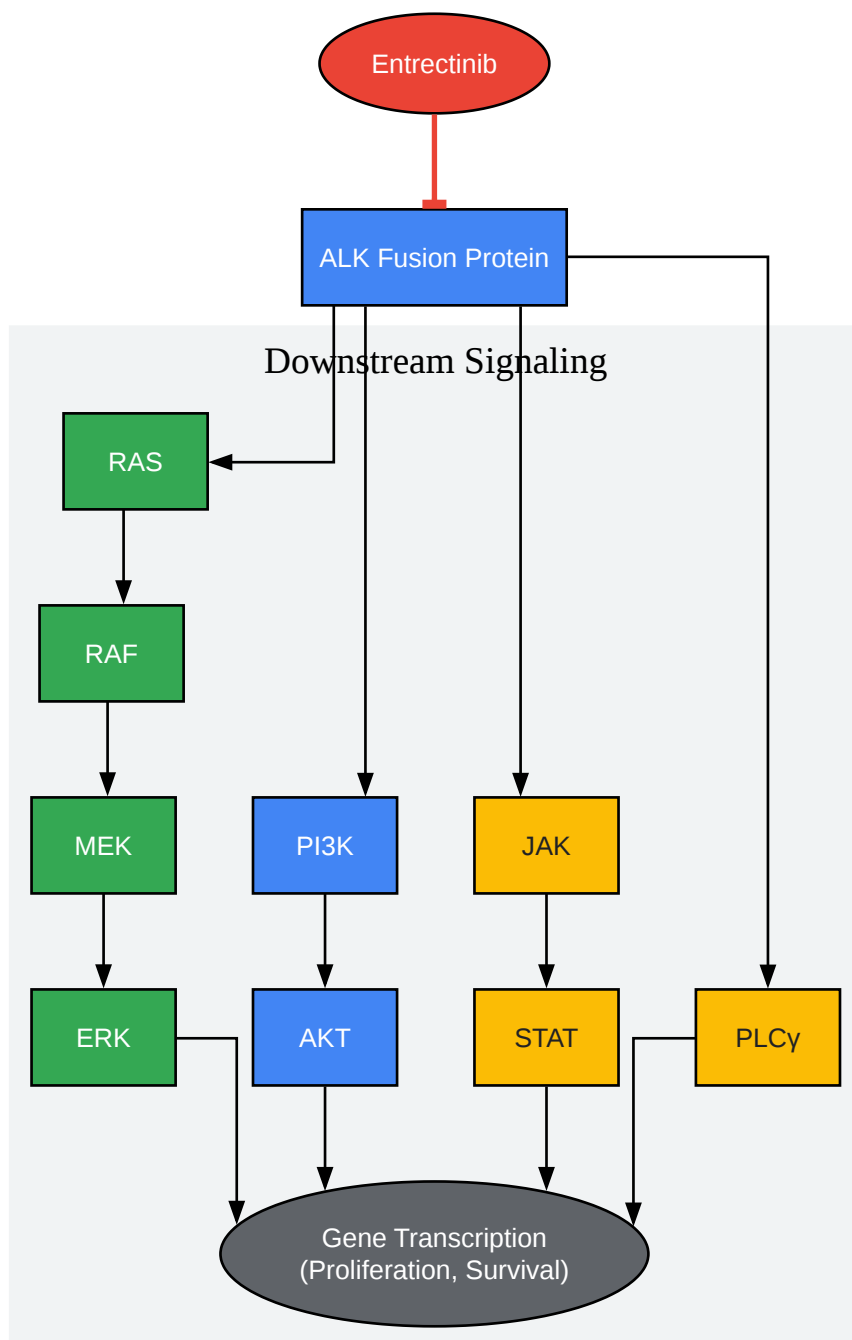 Entrectinib
ALK Fusion Protein
Downstream Signaling
RAS
RAF
MEK
PI3K
JAK
ERK
AKT
STAT
PLCγ
Gene Transcription
(Proliferation, Survival)